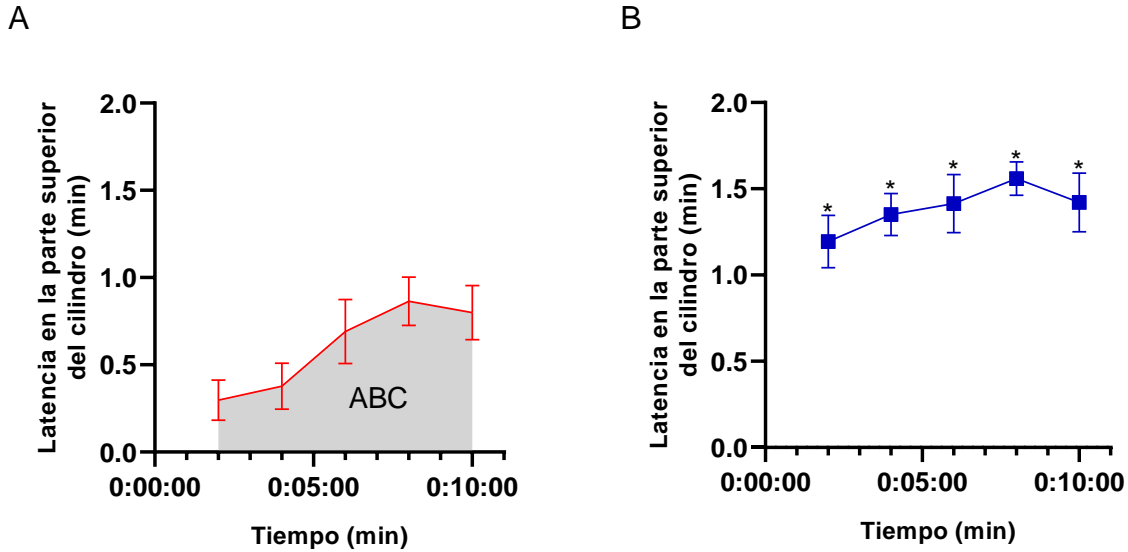 A
B
Latencia en la parte superior
del cilindro (min)
2.0
1.5
1.0
0.5
0.0
ABC
0:00:00
0:05:00
0:10:00
Tiempo (min)
Latencia en la parte superior
del cilindro (min)
2.0
1.5
1.0
0.5
0.0
*
*
*
*
*
0:00:00
0:05:00
0:10:00
Tiempo (min)